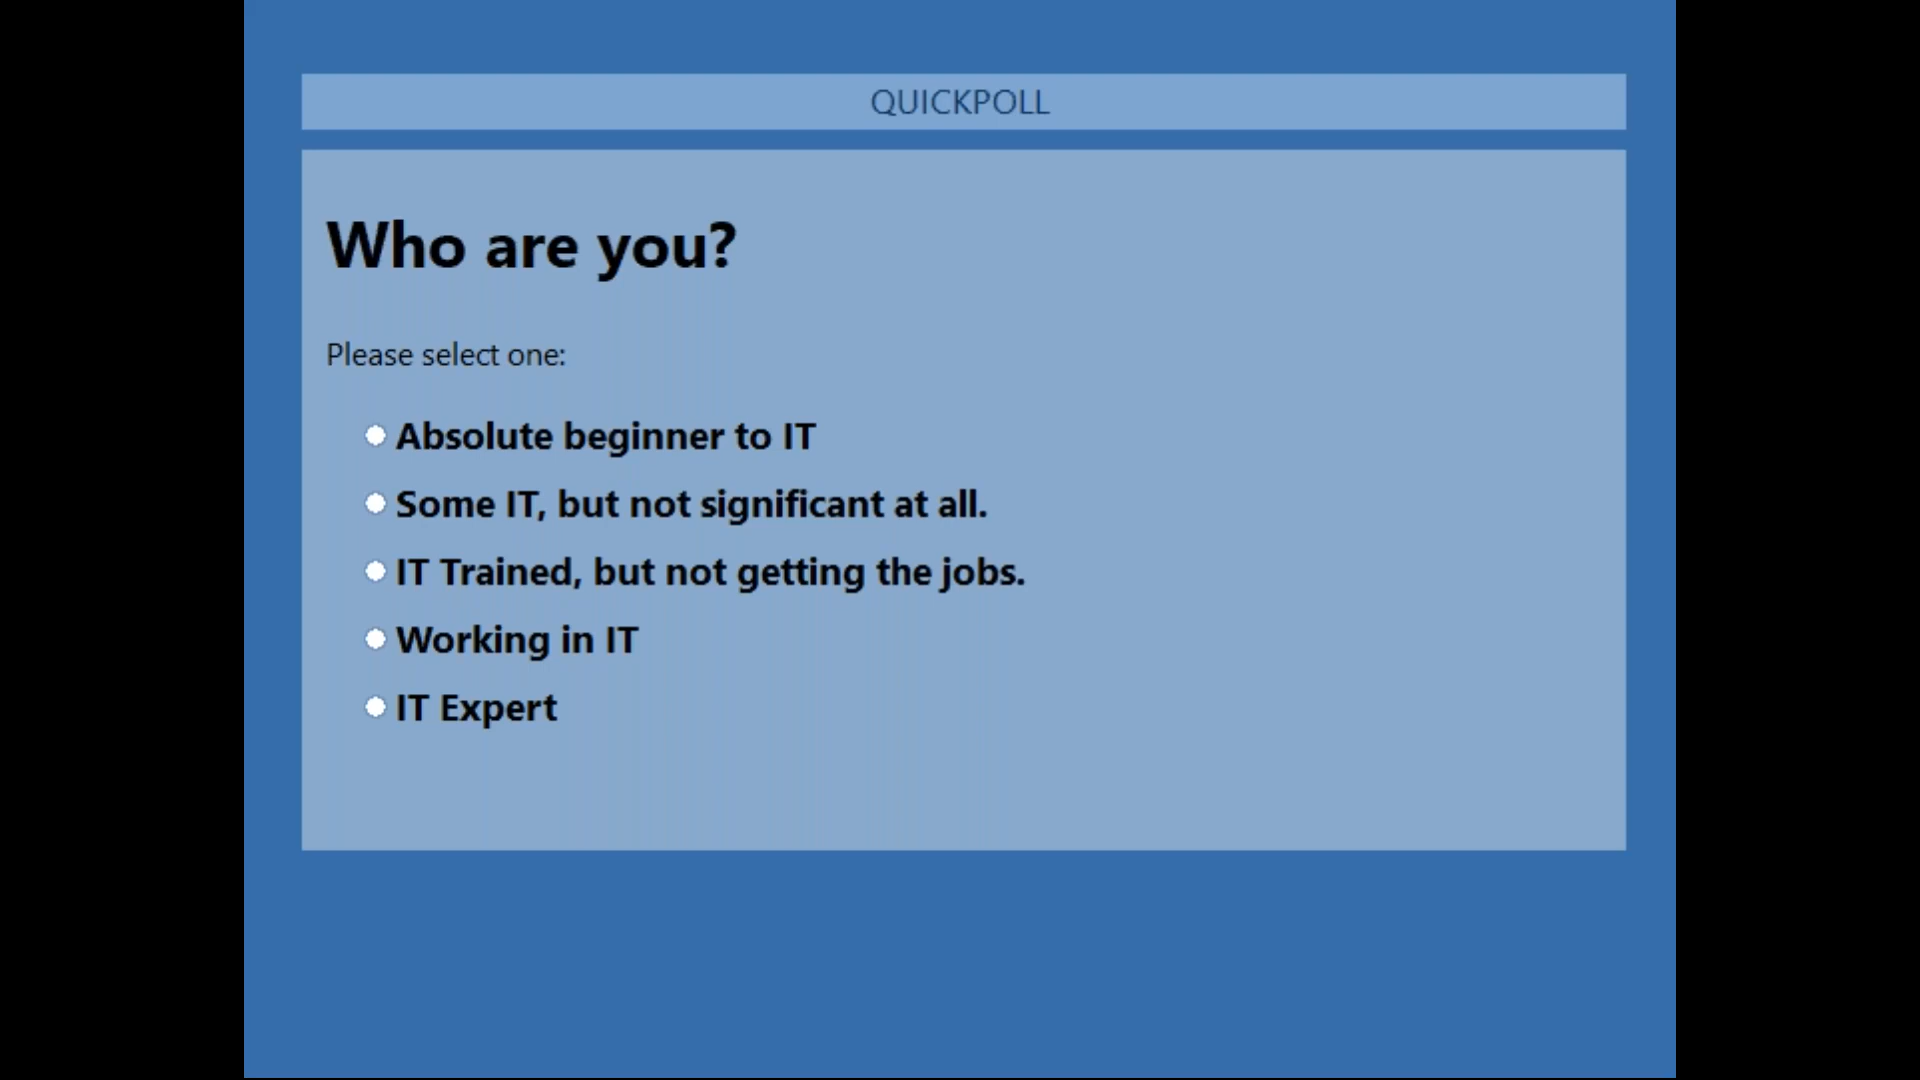 QUICKPOLL
Who are you?
Please select one:
Absolute beginner to IT
Some IT, but not significant at all.
IT Trained, but not getting the jobs.
Working in IT
IT Expert